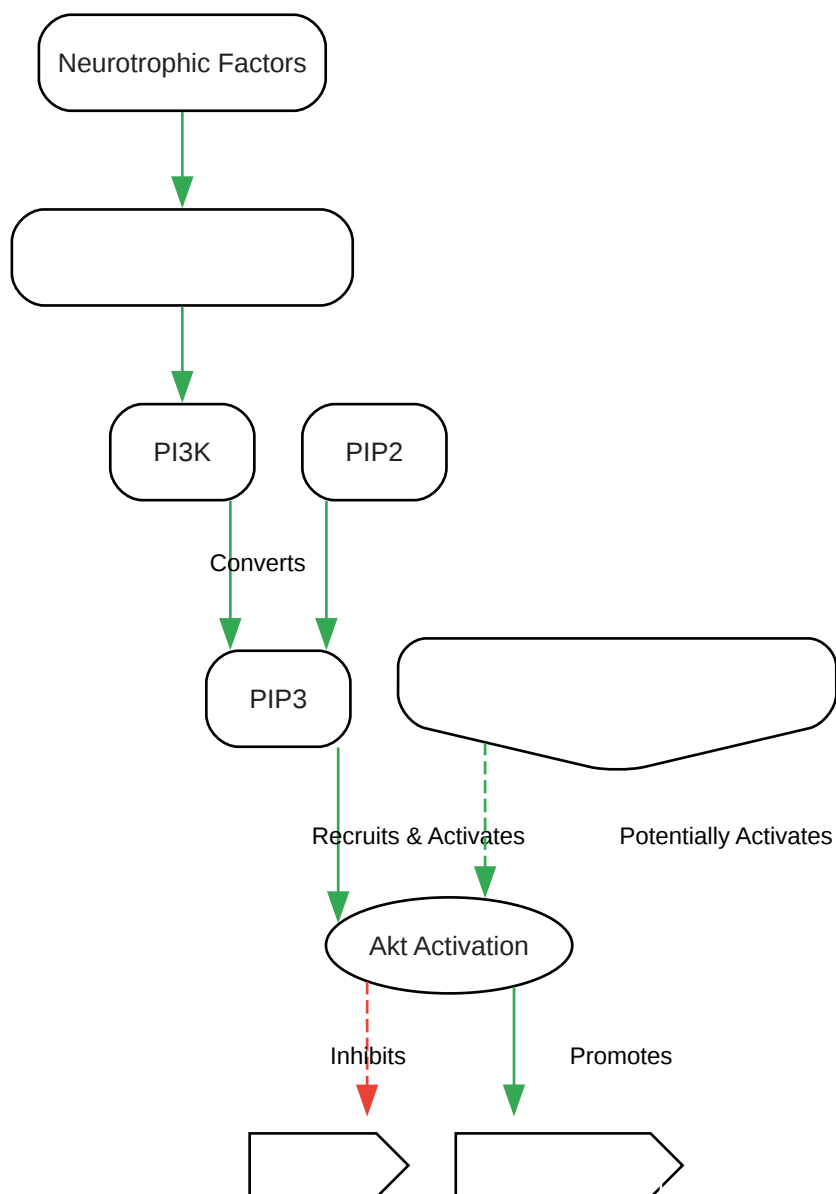 Neurotrophic Factors
PI3K
PIP2
Converts
PIP3
Recruits & Activates
Potentially Activates
Akt Activation
Inhibits
Promotes